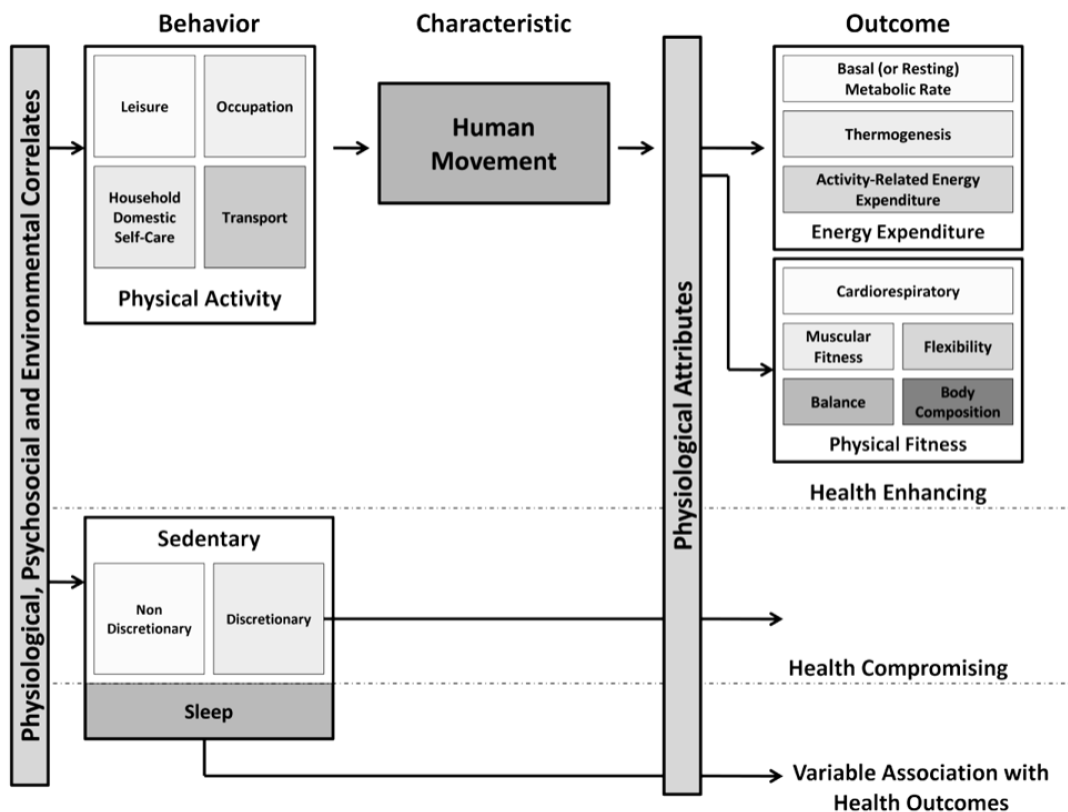 Behavior
Characteristic
Outcome
Physiological, Psychosocial and Environmental Correlates
Leisure
Occupation
Household
Domestic
Self-Care
Transport
Physical Activity
Human
Movement
Physiological Attributes
Basal (or Resting)
Metabolic Rate
Thermogenesis
Activity-Related Energy
Expenditure
Energy Expenditure
Cardiorespiratory
Muscular
Fitness
Flexibility
Balance
Body
Composition
Physical Fitness
Health Enhancing
Sedentary
Non
Discretionary
Discretionary
Health Compromising
Sleep
Variable Association with
Health Outcomes